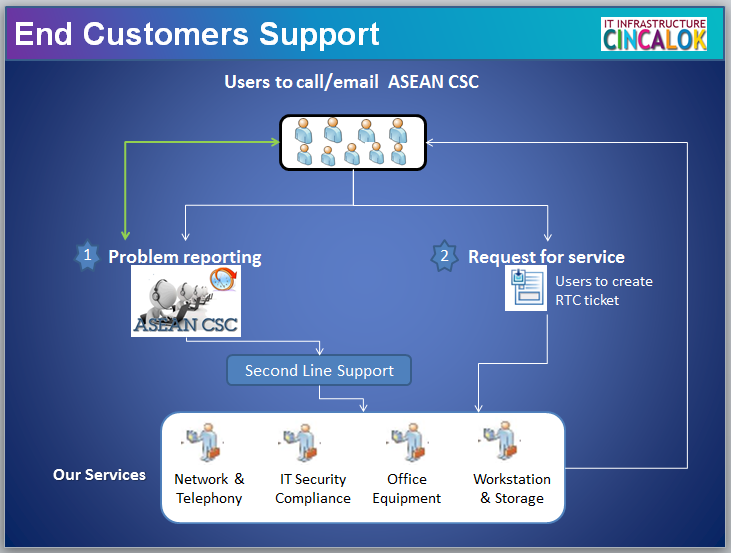 End Customers Support
IT INFRASTRUCTURE
CINCALOK
Users to call/email  ASEAN CSC
1
Problem reporting
2
Request for service
ASEAN CSC
Users to create
RTC ticket
Second Line Support
Our Services
Network &
Telephony
IT Security
Compliance
Office
Equipment
Workstation
& Storage